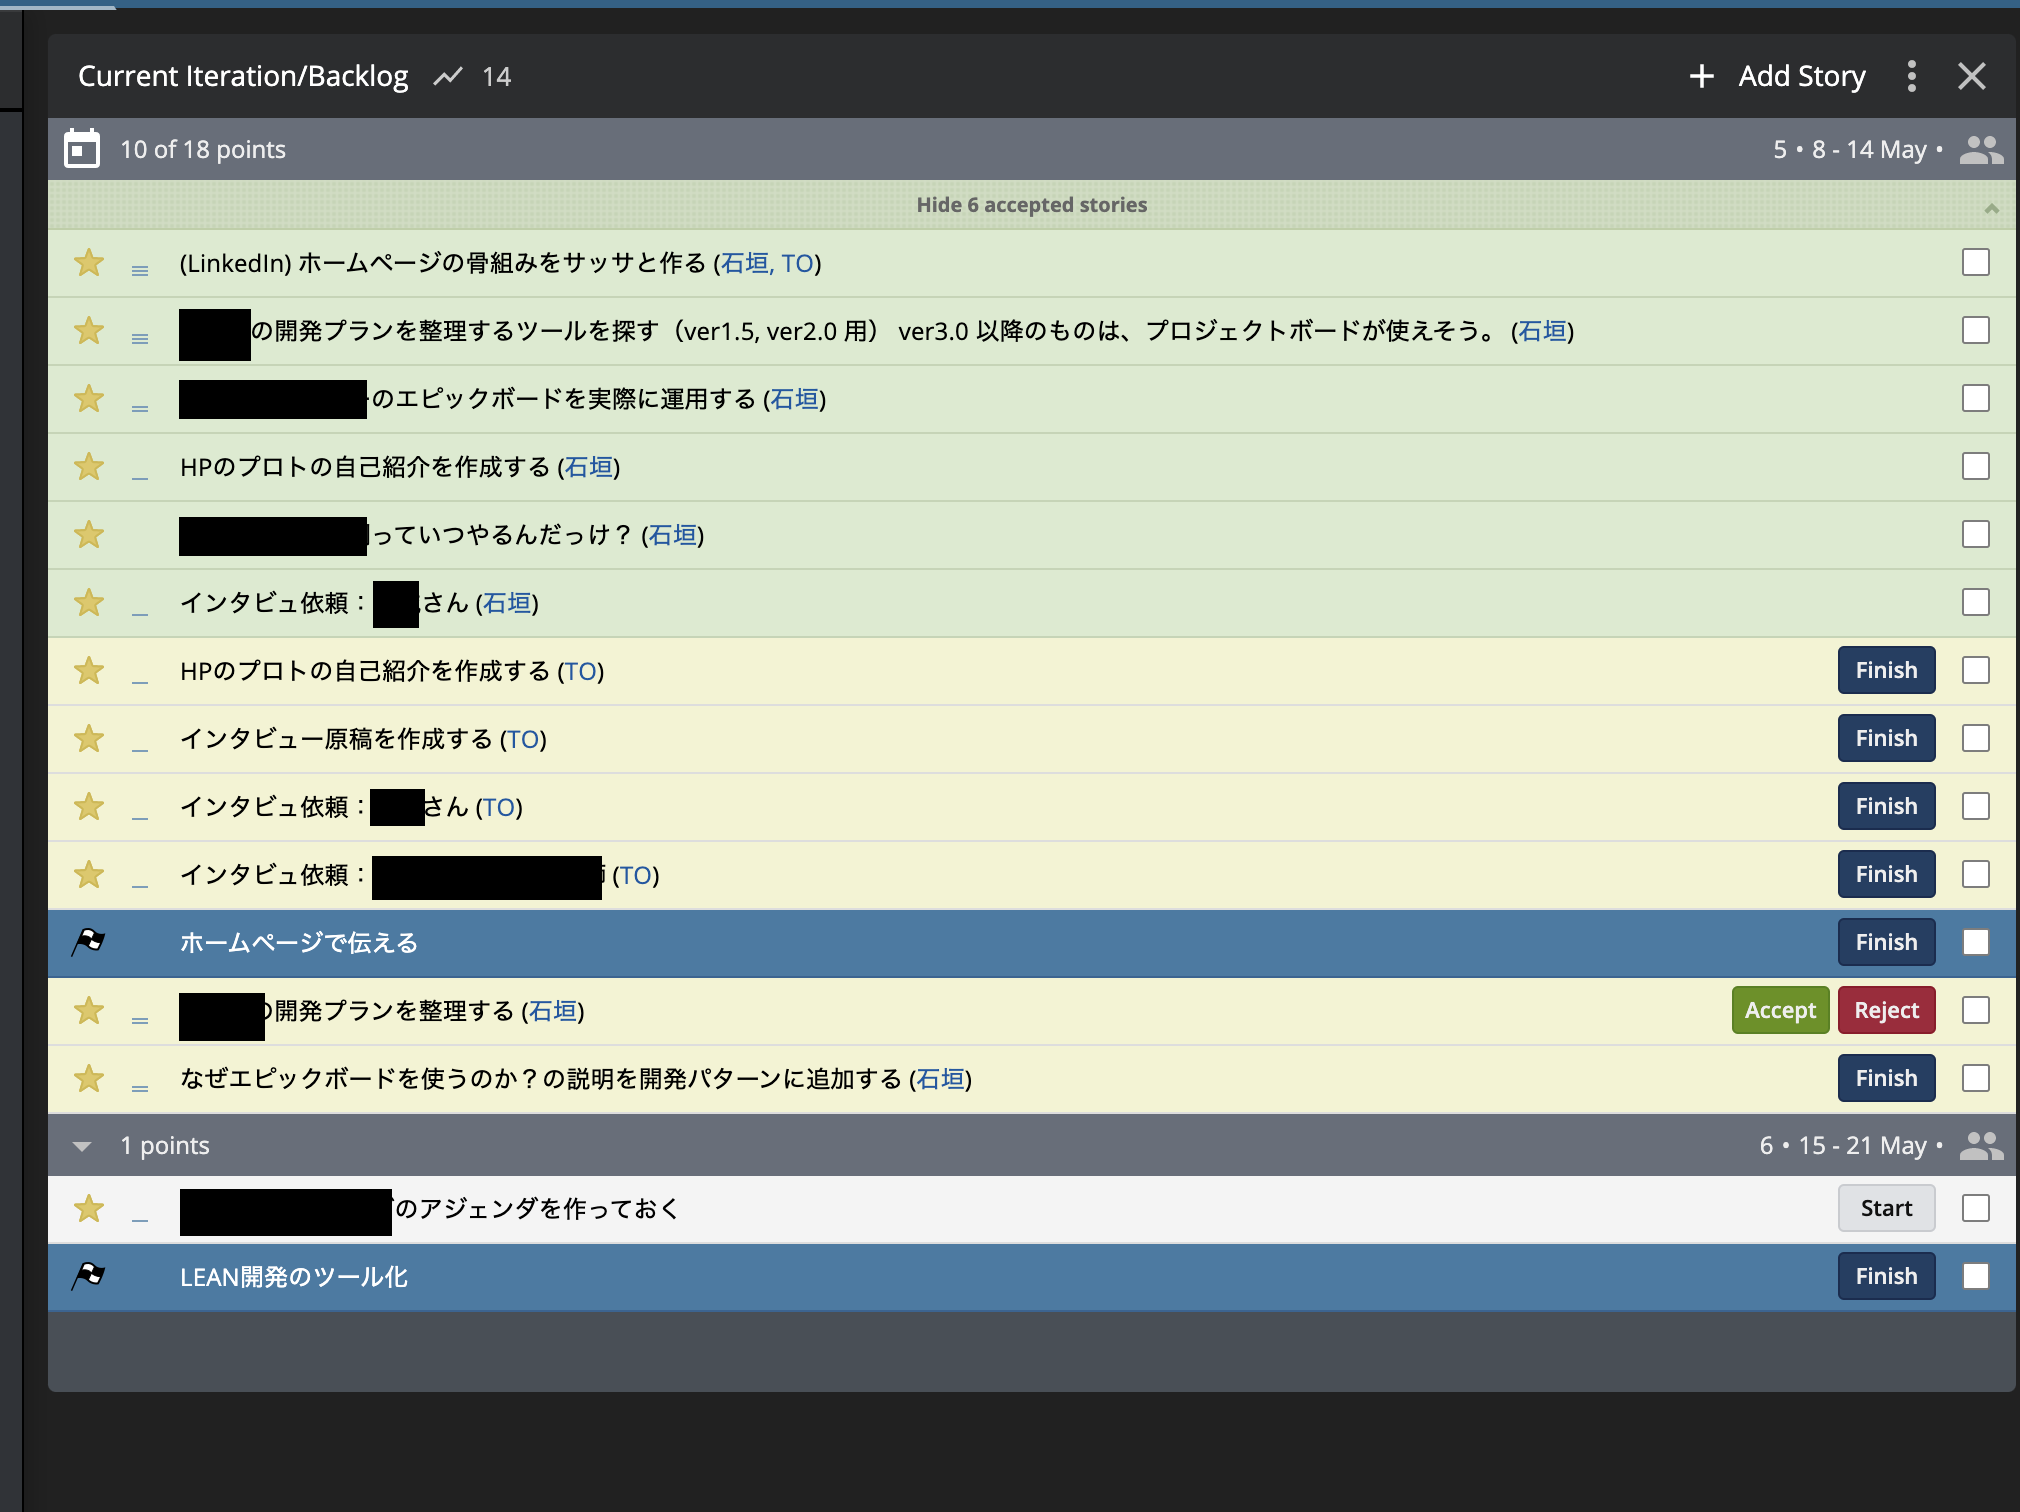 Current Iteration/Backlog 14 + Add Story
10 of 18 points 5 • 8 - 14 May •
Hide 6 accepted stories
(LinkedIn) ホームページの骨組みをサッサと作る (石垣, TO)
の開発プランを整理するツールを探す（ver1.5, ver2.0 用） ver3.0 以降のものは、プロジェクトボードが使えそう。 (石垣)
のエピックボードを実際に運用する (石垣)
HPのプロトの自己紹介を作成する (石垣)
っていつやるんだっけ？ (石垣)
インタビュ依頼：さん (石垣)
HPのプロトの自己紹介を作成する (TO) Finish
インタビュー原稿を作成する (TO) Finish
インタビュ依頼：さん (TO) Finish
インタビュ依頼： (TO) Finish
ホームページで伝える Finish
の開発プランを整理する (石垣) Accept Reject
なぜエピックボードを使うのか？の説明を開発パターンに追加する (石垣) Finish
1 points 6 • 15 - 21 May •
のアジェンダを作っておく Start
LEAN開発のツール化 Finish